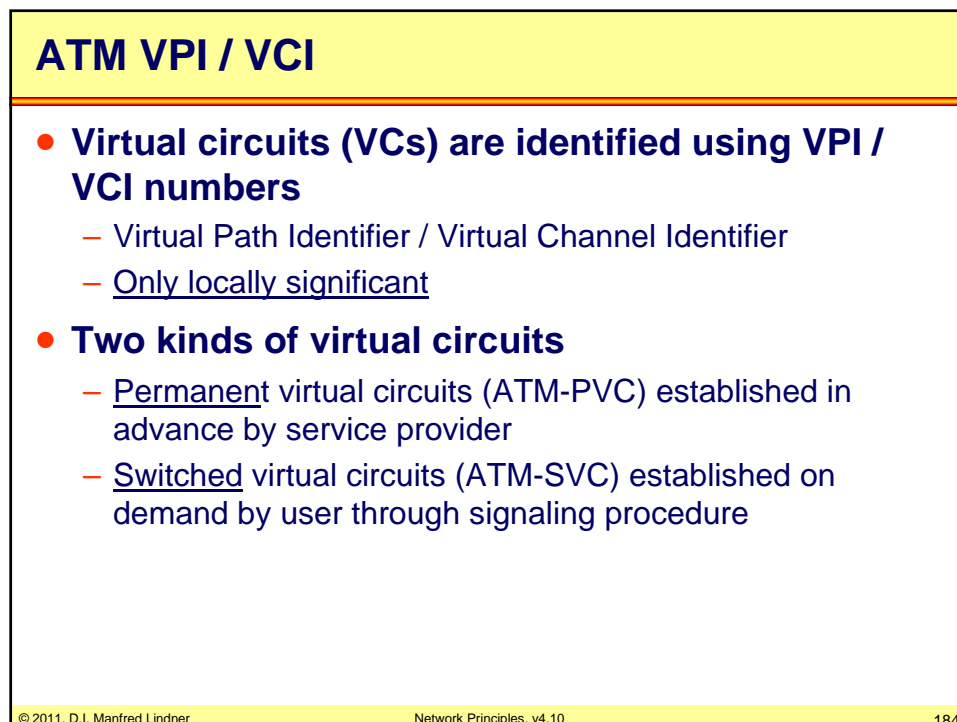 ATM VPI / VCI
● Virtual circuits (VCs) are identified using VPI /
VCI numbers
– Virtual Path Identifier / Virtual Channel Identifier
– Only locally significant
● Two kinds of virtual circuits
– Permanent virtual circuits (ATM-PVC) established in
advance by service provider
– Switched virtual circuits (ATM-SVC) established on
demand by user through signaling procedure
© 2011, D.I. Manfred Lindner Network Principles, v4.10 184